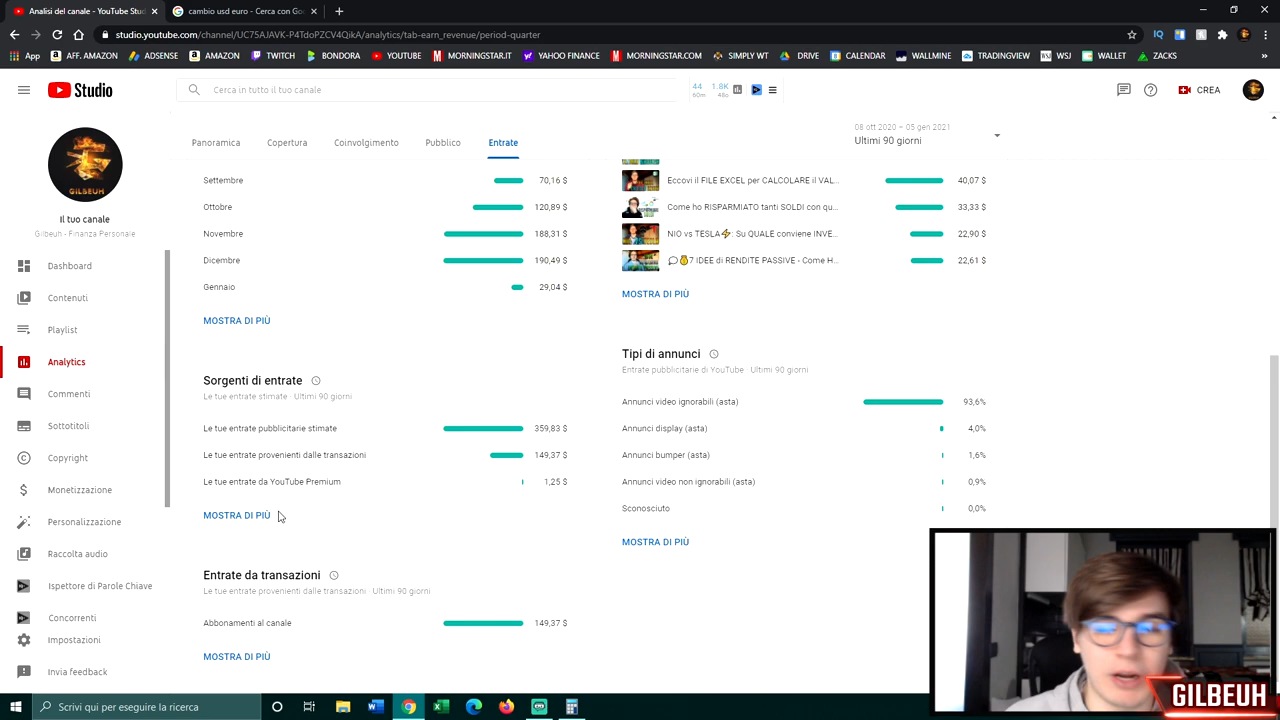 Analisi del canale - YouTube Stud
cambio usd euro - Cerca con Goo
studio.youtube.com/channel/UC75AJAVK-P4TdoPZCV4QikA/analytics/tab-earn_revenue/period-quarter
App AFF. AMAZON ADSENSE AMAZON TWITCH BONDORA YOUTUBE MORNINGSTAR.IT YAHOO FINANCE MORNINGSTAR.COM SIMPLY WT DRIVE CALENDAR WALLMINE TRADINGVIEW WSJ WALLET ZACKS
Studio
Cerca in tutto il tuo canale
44 60m 1.8K 48o
CREA
GILBEUH
Il tuo canale
Gilbeuh - Finanza Personale
Dashboard
Contenuti
Playlist
Analytics
Commenti
Sottotitoli
Copyright
Monetizzazione
Personalizzazione
Raccolta audio
Ispettore di Parole Chiave
Concorrenti
Impostazioni
Invia feedback
Panoramica Copertura Coinvolgimento Pubblico Entrate
08 ott 2020 – 05 gen 2021
Ultimi 90 giorni
Settembre 70,16 $
Ottobre 120,89 $
Novembre 188,31 $
Dicembre 190,49 $
Gennaio 29,04 $
MOSTRA DI PIÙ
Sorgenti di entrate
Le tue entrate stimate · Ultimi 90 giorni
Le tue entrate pubblicitarie stimate 359,83 $
Le tue entrate provenienti dalle transazioni 149,37 $
Le tue entrate da YouTube Premium 1,25 $
MOSTRA DI PIÙ
Entrate da transazioni
Le tue entrate provenienti dalle transazioni · Ultimi 90 giorni
Abbonamenti al canale 149,37 $
MOSTRA DI PIÙ
Eccovi il FILE EXCEL per CALCOLARE il VAL... 40,07 $
Come ho RISPARMIATO tanti SOLDI con qu... 33,33 $
NIO vs TESLA⚡: Su QUALE conviene INVE... 22,90 $
💭💰7 IDEE di RENDITE PASSIVE - Come H... 22,61 $
MOSTRA DI PIÙ
Tipi di annunci
Entrate pubblicitarie di YouTube · Ultimi 90 giorni
Annunci video ignorabili (asta) 93,6%
Annunci display (asta) 4,0%
Annunci bumper (asta) 1,6%
Annunci video non ignorabili (asta) 0,9%
Sconosciuto 0,0%
MOSTRA DI PIÙ
GILBEUH
Scrivi qui per eseguire la ricerca